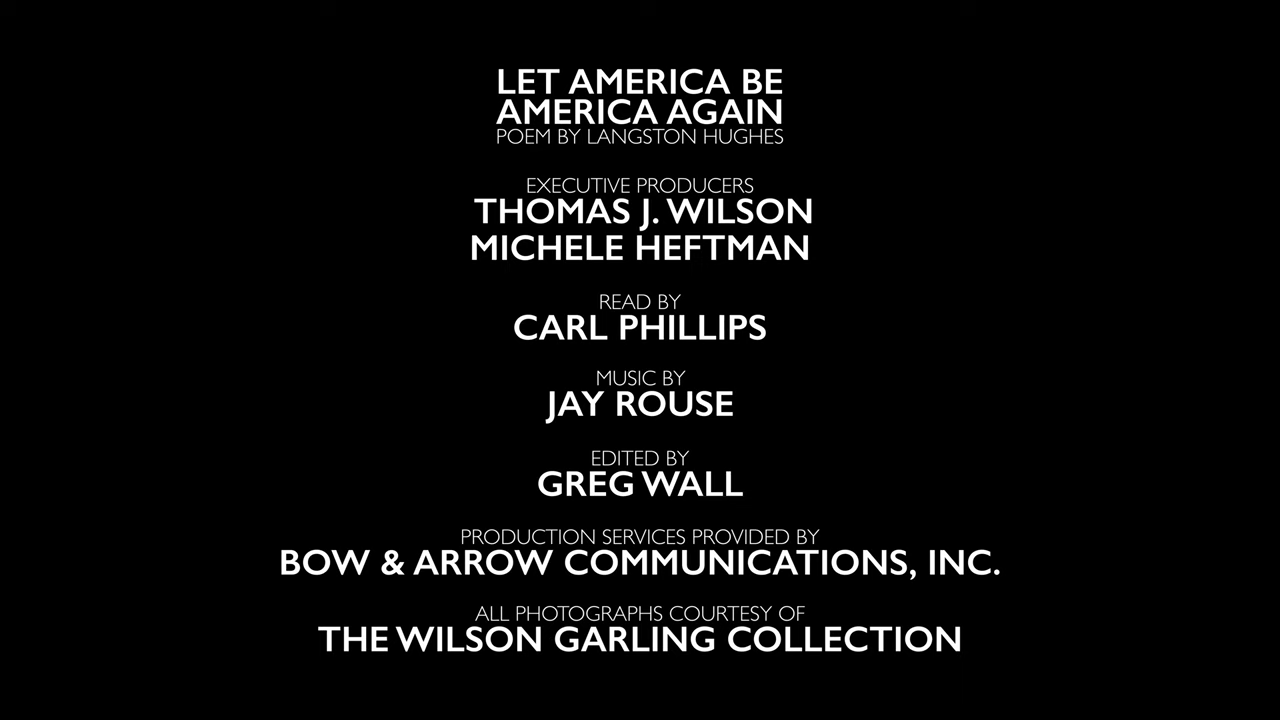 LET AMERICA BE
AMERICA AGAIN
POEM BY LANGSTON HUGHES
EXECUTIVE PRODUCERS
THOMAS J. WILSON
MICHELE HEFTMAN
READ BY
CARL PHILLIPS
MUSIC BY
JAY ROUSE
EDITED BY
GREG WALL
PRODUCTION SERVICES PROVIDED BY
BOW & ARROW COMMUNICATIONS, INC.
ALL PHOTOGRAPHS COURTESY OF
THE WILSON GARLING COLLECTION